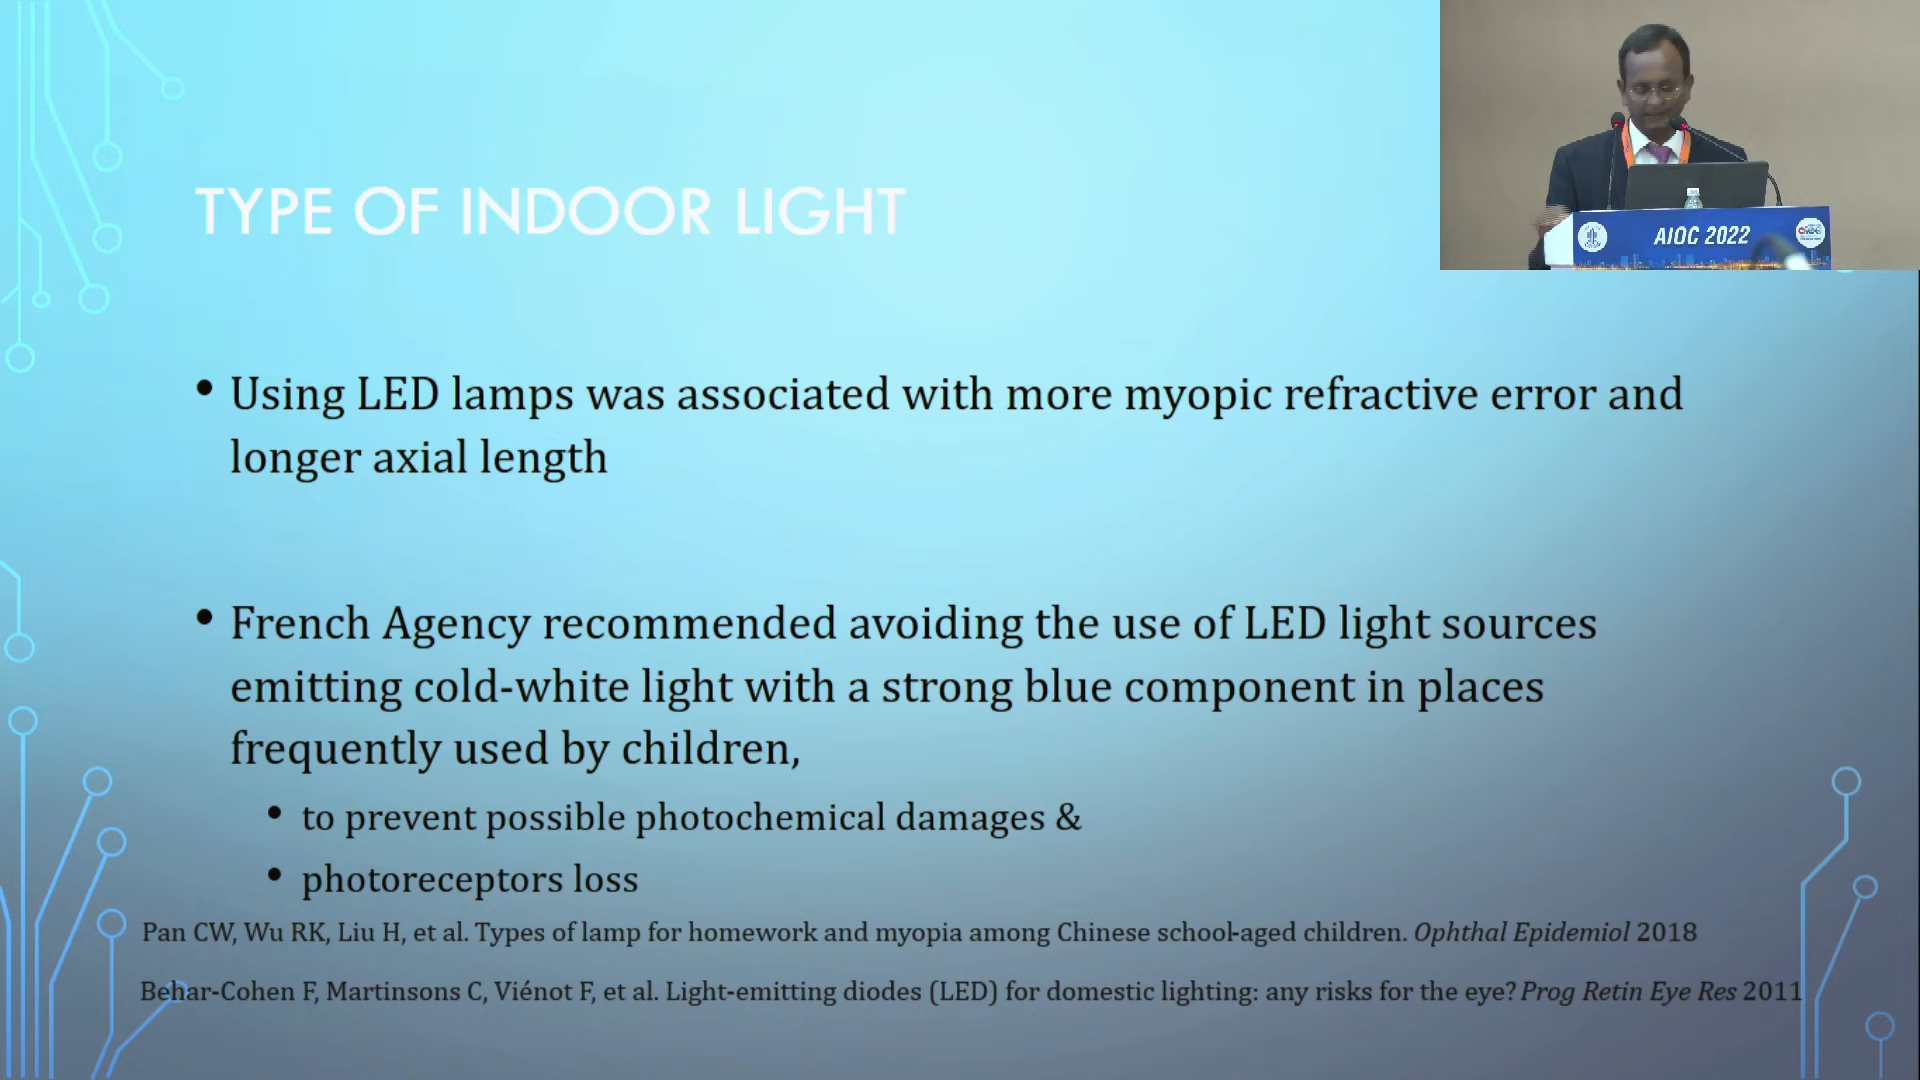 TYPE OF INDOOR LIGHT
AIOC 2022
• Using LED lamps was associated with more myopic refractive error and
longer axial length
• French Agency recommended avoiding the use of LED light sources
emitting cold-white light with a strong blue component in places
frequently used by children,
• to prevent possible photochemical damages &
• photoreceptors loss
Pan CW, Wu RK, Liu H, et al. Types of lamp for homework and myopia among Chinese school-aged children. Ophthal Epidemiol 2018
Behar-Cohen F, Martinsons C, Viénot F, et al. Light-emitting diodes (LED) for domestic lighting: any risks for the eye? Prog Retin Eye Res 2011